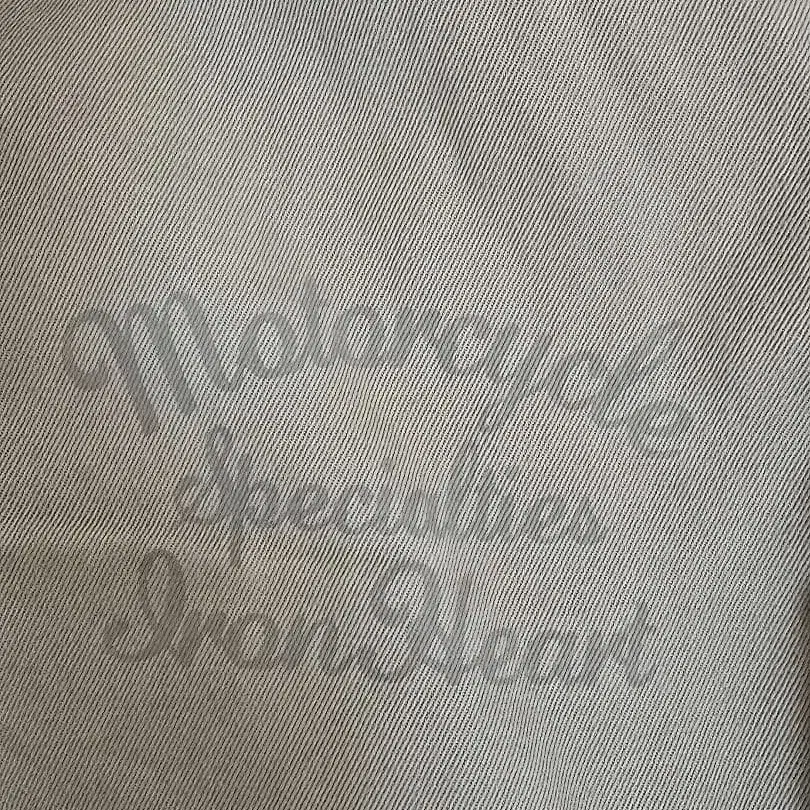 Motorcycle
Specialties
Iron Heart